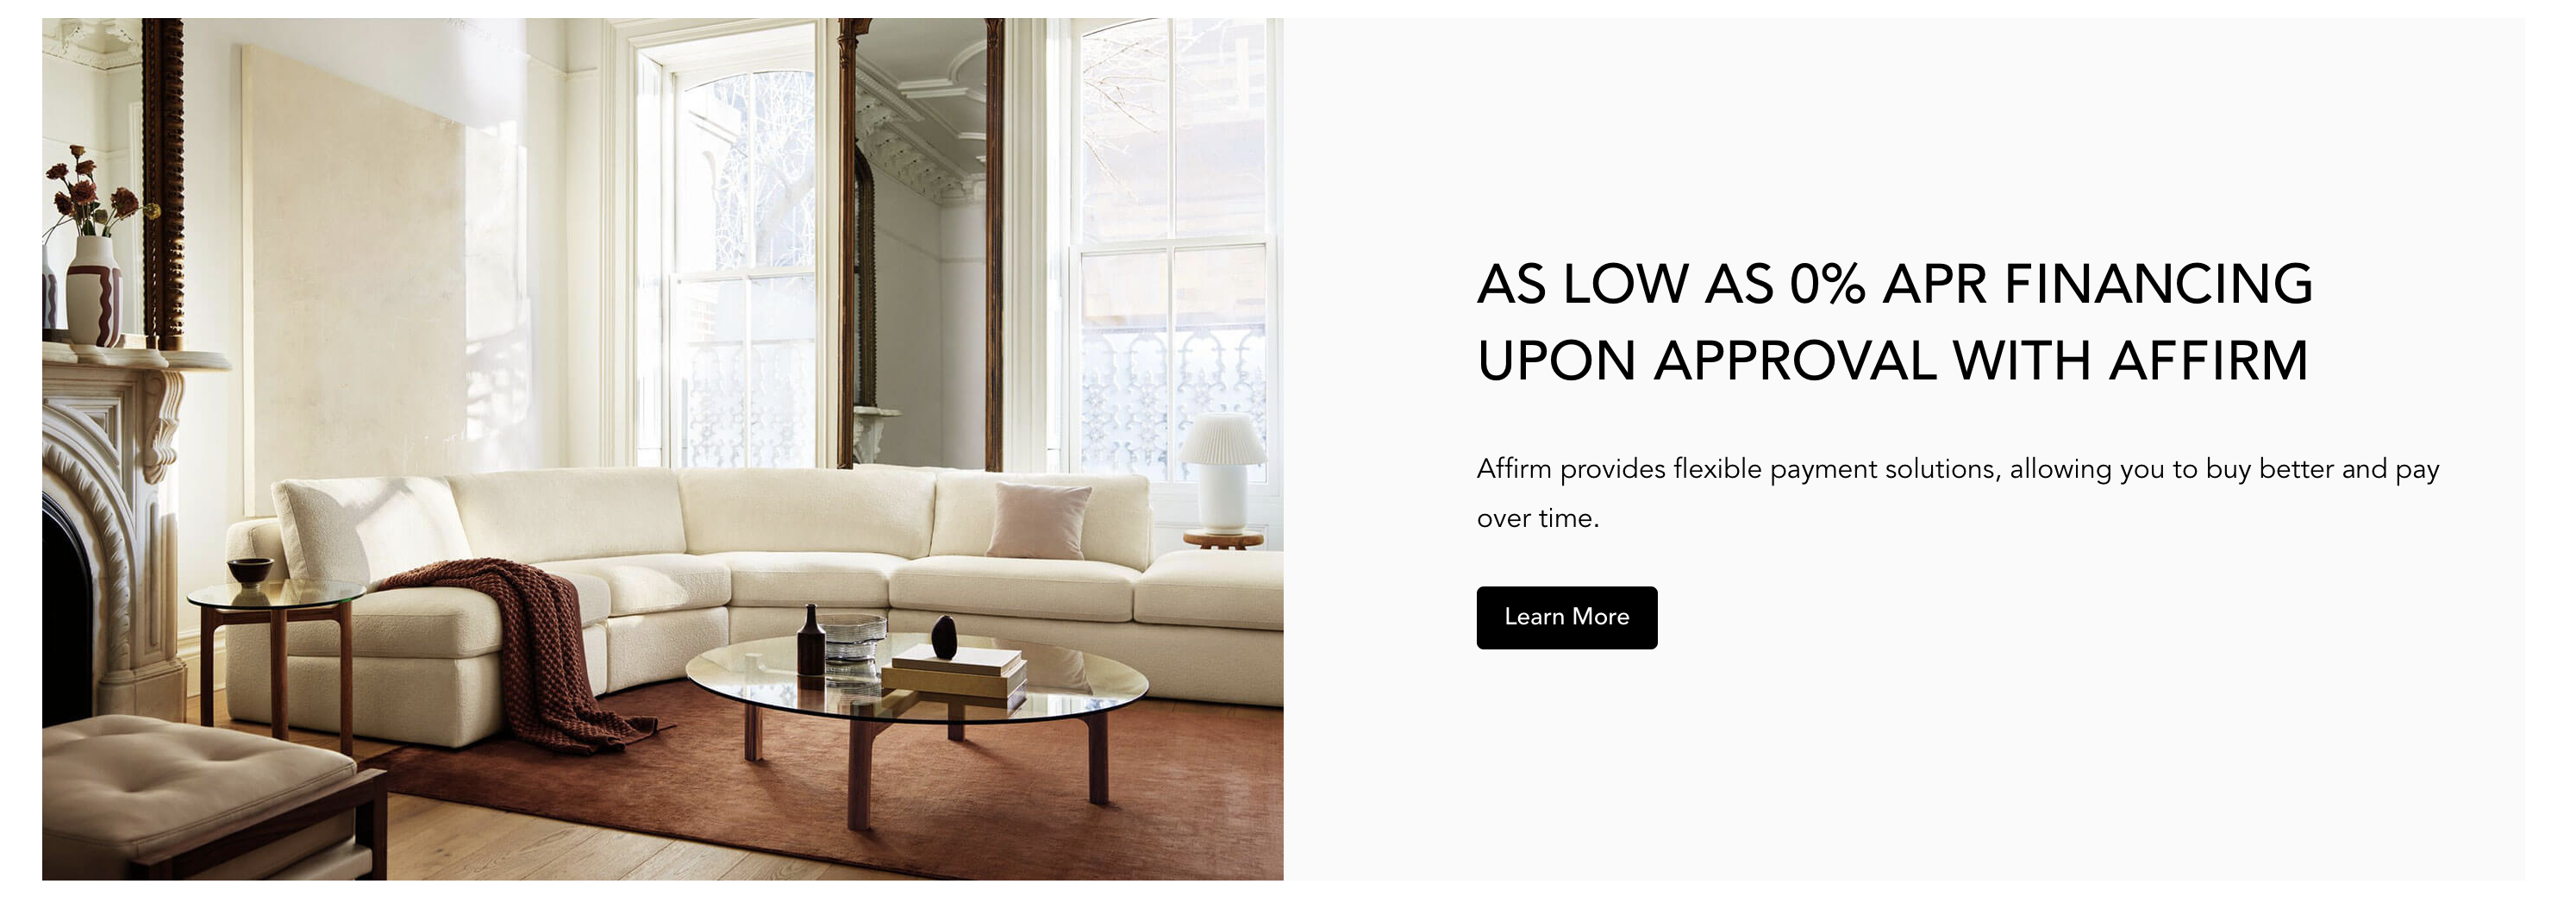 AS LOW AS 0% APR FINANCING
UPON APPROVAL WITH AFFIRM
Affirm provides flexible payment solutions, allowing you to buy better and pay
over time.
Learn More